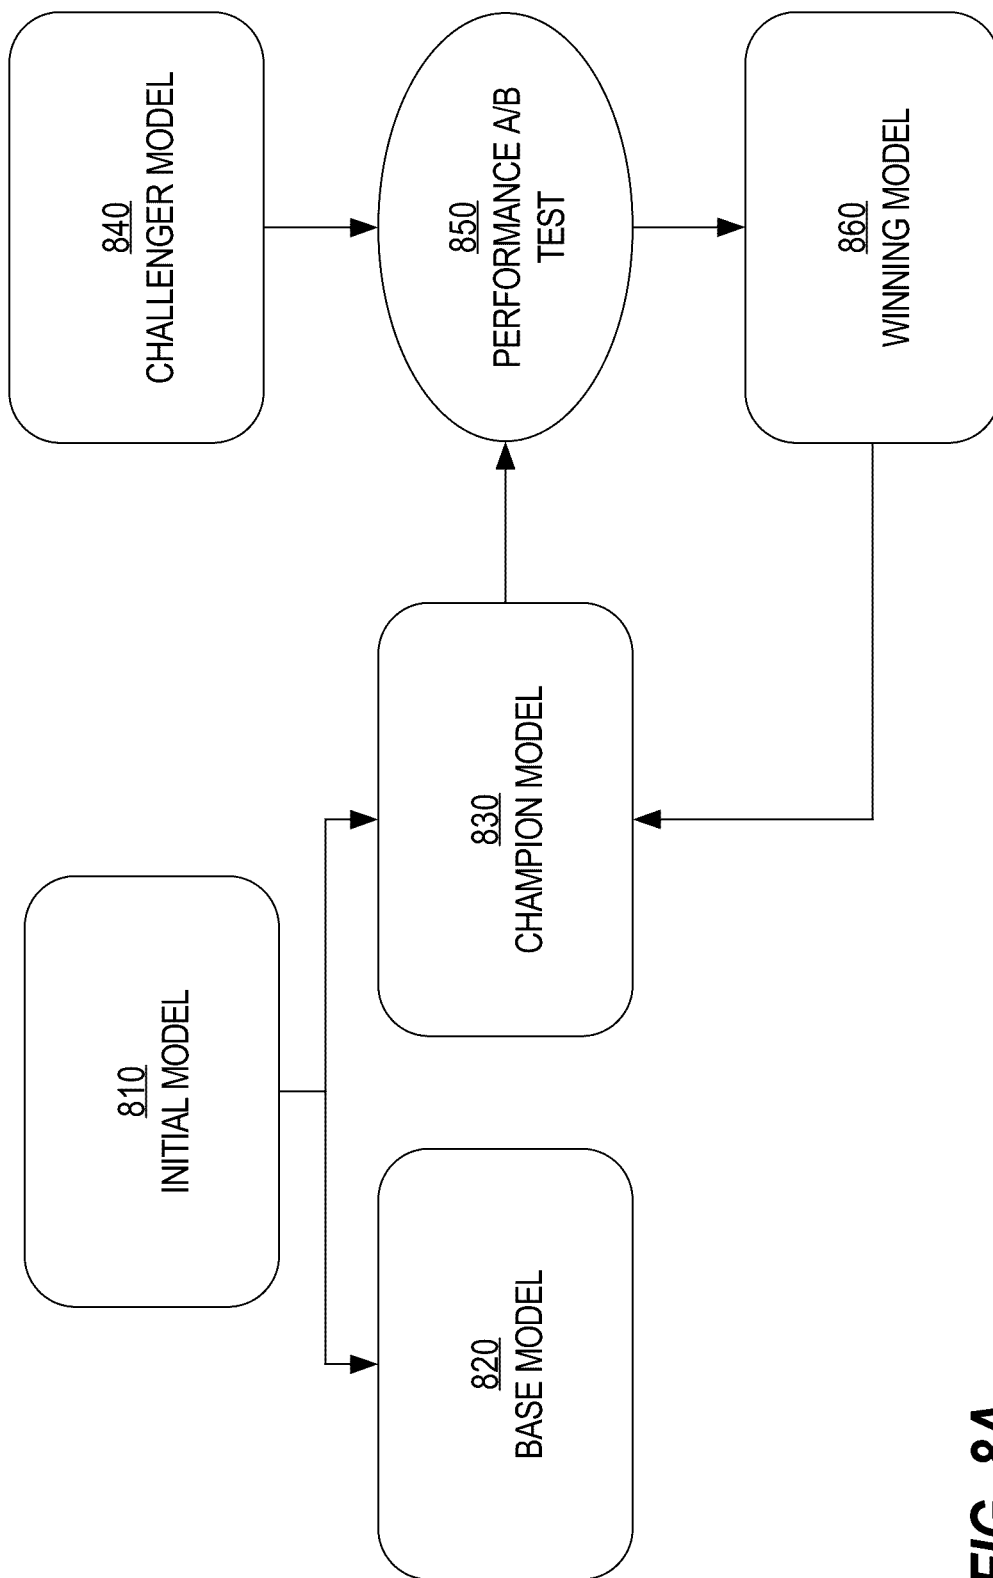 810
INITIAL MODEL
820
BASE MODEL
830
CHAMPION MODEL
840
CHALLENGER MODEL
850
PERFORMANCE A/B
TEST
860
WINNING MODEL
FIG. 8A